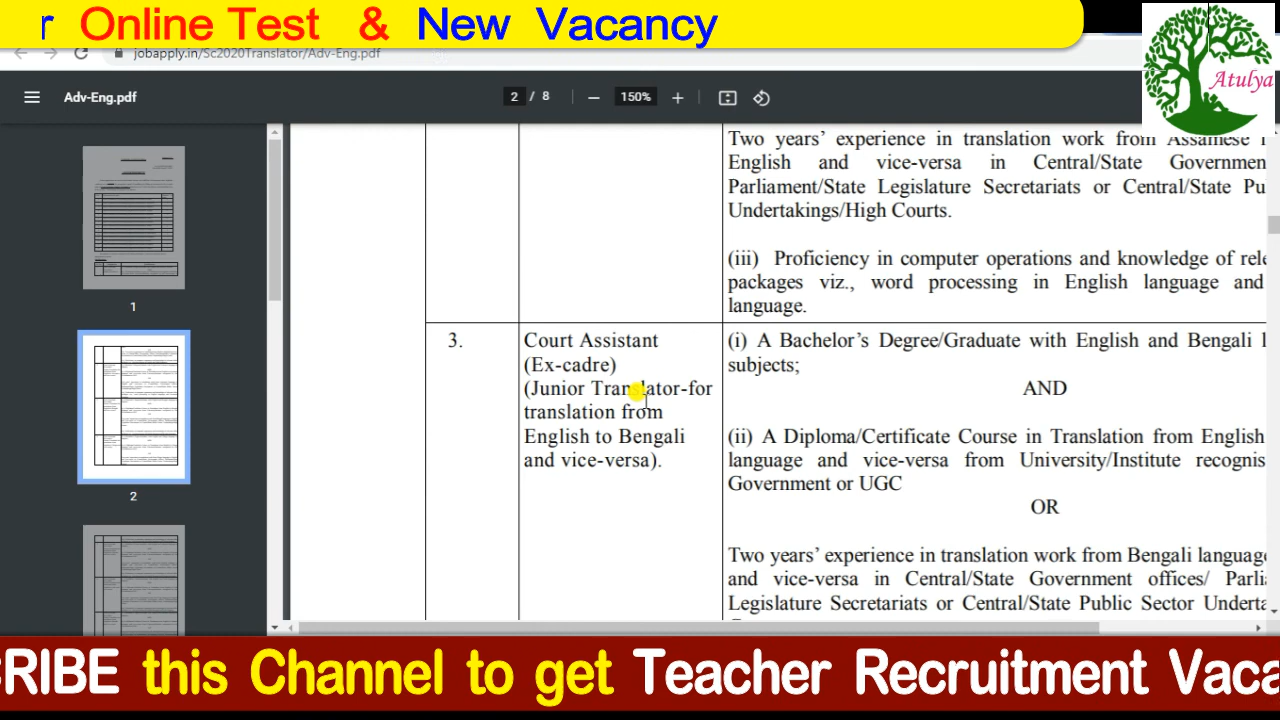 r Online Test & New Vacancy
Atulya
jobapply.in/Sc2020Translator/Adv-Eng.pdf
Adv-Eng.pdf
2 / 8
150%
1
2
Two years' experience in translation work from Assamese
English and vice-versa in Central/State Governmen
Parliament/State Legislature Secretariats or Central/State Pu
Undertakings/High Courts.
(iii) Proficiency in computer operations and knowledge of rele
packages viz., word processing in English language and
language.
3.
Court Assistant
(Ex-cadre)
(Junior Translator-for
translation from
English to Bengali
and vice-versa).
(i) A Bachelor's Degree/Graduate with English and Bengali l
subjects;
AND
(ii) A Diploma/Certificate Course in Translation from English
language and vice-versa from University/Institute recognis
Government or UGC
OR
Two years' experience in translation work from Bengali language
and vice-versa in Central/State Government offices/ Parli
Legislature Secretariats or Central/State Public Sector Underta
CRIBE this Channel to get Teacher Recruitment Vaca